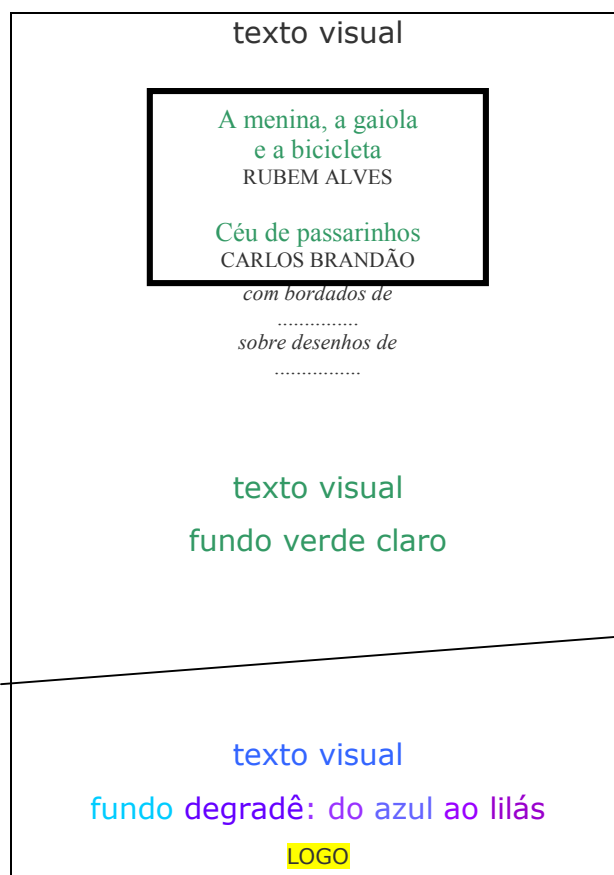 texto visual
A menina, a gaiola
e a bicicleta
RUBEM ALVES
Céu de passarinhos
CARLOS BRANDÃO
com bordados de
...............
sobre desenhos de
...............
texto visual
fundo verde claro
texto visual
fundo degradê: do azul ao lilás
LOGO